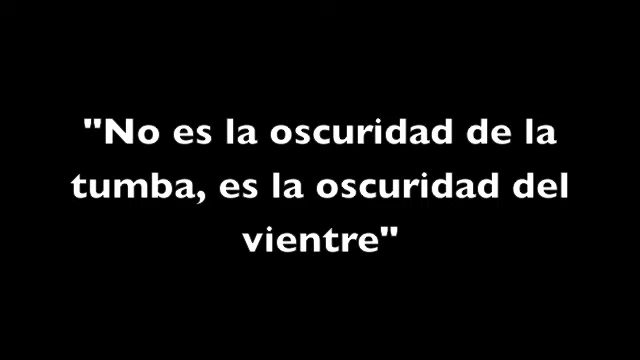 "No es la oscuridad de la
tumba, es la oscuridad del
vientre"